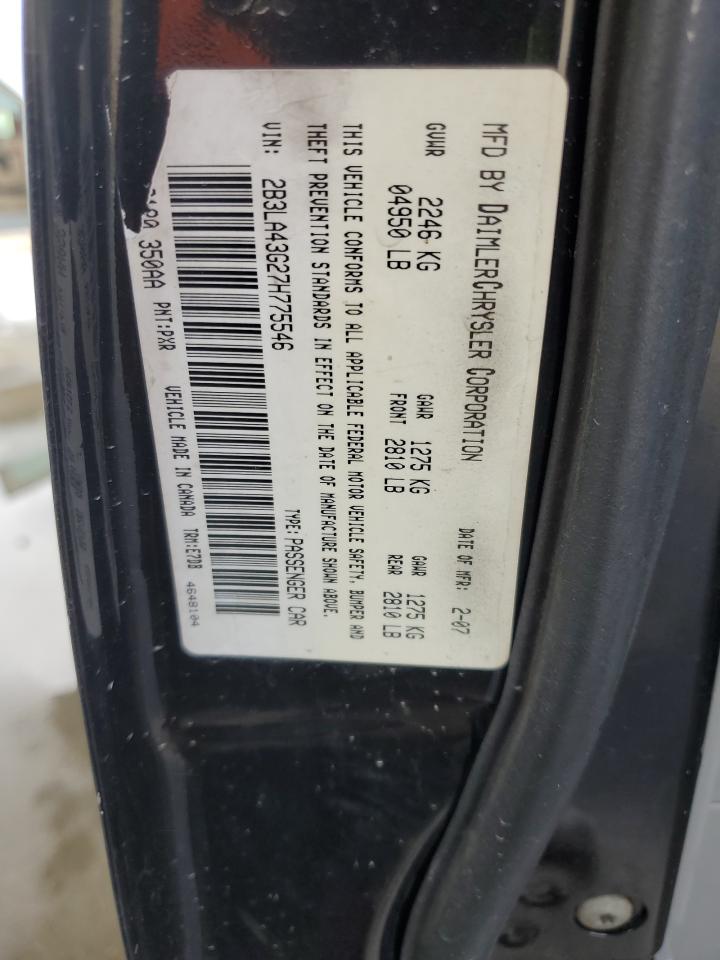 MFD BY DAIMLERCHRYSLER CORPORATION
DATE OF MFR: 2-07
GVWR 2246 KG
04950 LB
GAWR 1275 KG
FRONT 2810 LB
GAWR 1275 KG
REAR 2810 LB
THIS VEHICLE CONFORMS TO ALL APPLICABLE FEDERAL MOTOR VEHICLE SAFETY, BUMPER AND
THEFT PREVENTION STANDARDS IN EFFECT ON THE DATE OF MANUFACTURE SHOWN ABOVE.
VIN: 2B3LA43G27H775546
TYPE: PASSENGER CAR
350AA PNT:PXR VEHICLE MADE IN CANADA TRM:E7DB
4648104